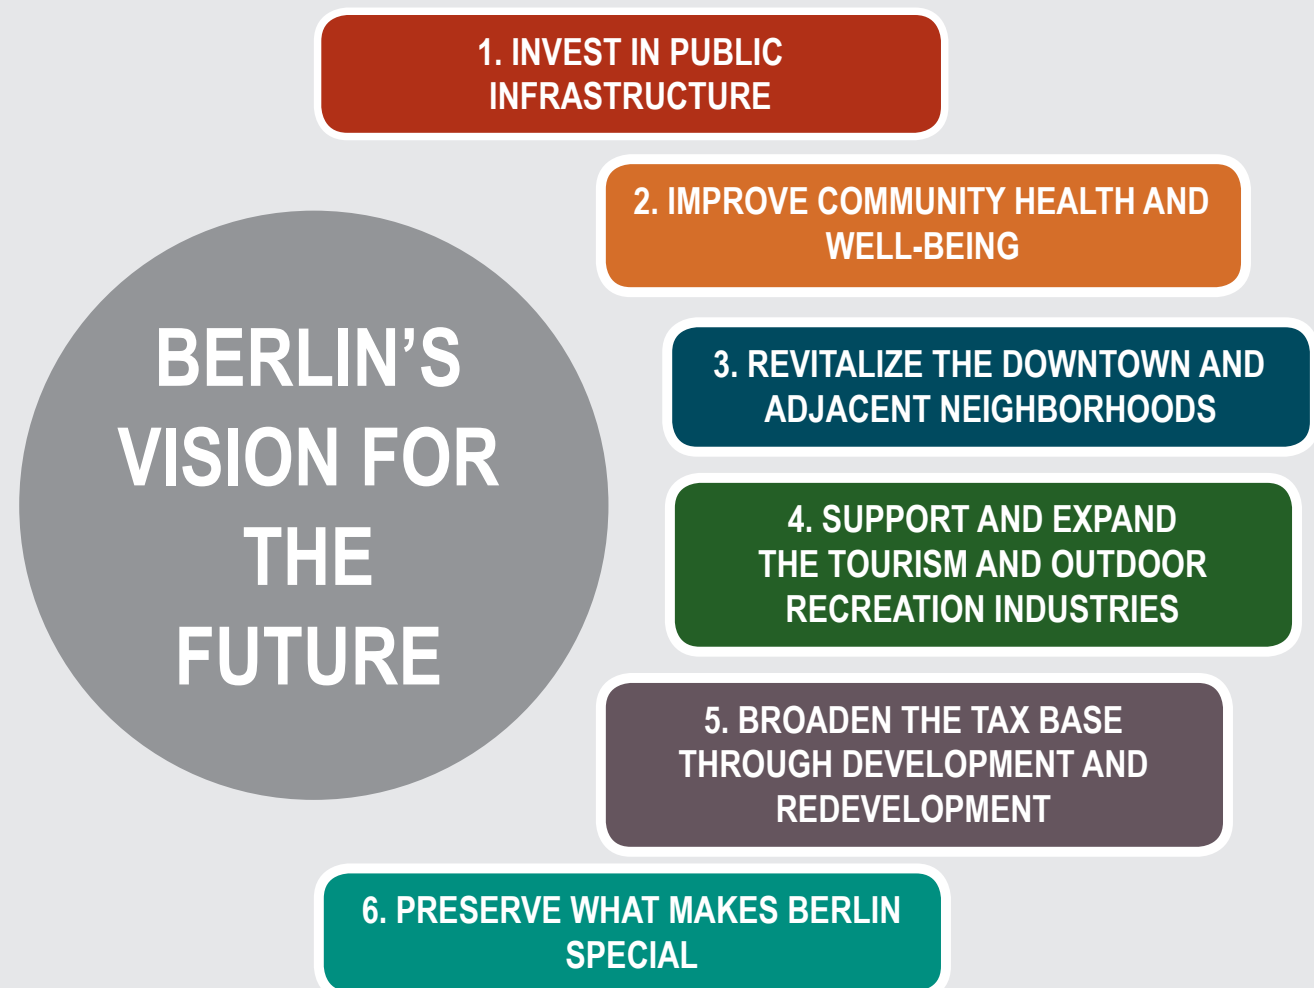 1. INVEST IN PUBLIC
INFRASTRUCTURE
2. IMPROVE COMMUNITY HEALTH AND
WELL-BEING
BERLIN’S
VISION FOR
THE
FUTURE
3. REVITALIZE THE DOWNTOWN AND
ADJACENT NEIGHBORHOODS
4. SUPPORT AND EXPAND
THE TOURISM AND OUTDOOR
RECREATION INDUSTRIES
5. BROADEN THE TAX BASE
THROUGH DEVELOPMENT AND
REDEVELOPMENT
6. PRESERVE WHAT MAKES BERLIN
SPECIAL